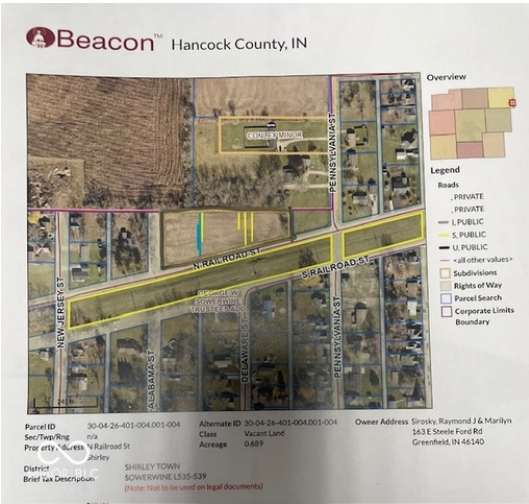 Beacon™ Hancock County, IN
Overview
CONLEY MINOR
PENNSYLVANIA ST
Legend
Roads
, PRIVATE
, PRIVATE
I, PUBLIC
S, PUBLIC
U, PUBLIC
<all other values>
Subdivisions
Rights of Way
Parcel Search
Corporate Limits
Boundary
N RAILROAD ST
S RAILROAD ST
SOWERWINE
TRUSTEES ADD
NEW JERSEY ST
ALABAMA ST
DELAWARE ST
PENNSYLVANIA ST
Parcel ID 30-04-26-401-004.001-004
Sec/Twp/Rng n/a
Property Address N Railroad St
Shirley
District SHIRLEY TOWN
Brief Tax Description SOWERWINE L535-539
(Note: Not to be used on legal documents)
Alternate ID 30-04-26-401-004.001-004
Class Vacant Land
Acreage 0.689
Owner Address Sirosky, Raymond J & Marilyn
163 E Steele Ford Rd
Greenfield, IN 46140